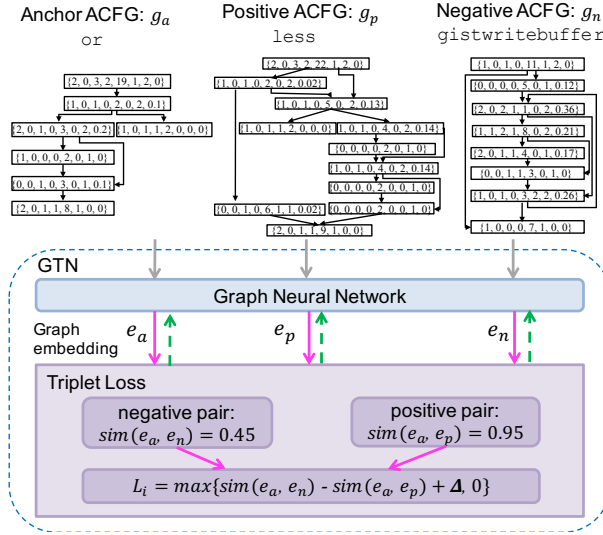 Anchor ACFG: g_a
or
Positive ACFG: g_p
less
Negative ACFG: g_n
gistwritebuffer
{2, 0, 3, 2, 19, 1, 2, 0}
{1, 0, 1, 0, 2, 0, 2, 0.1}
{2, 0, 1, 0, 3, 0, 2, 0.2}
{1, 0, 1, 1, 2, 0, 0, 0}
{1, 0, 0, 0, 2, 0, 1, 0}
{0, 0, 1, 0, 3, 0, 1, 0.1}
{2, 0, 1, 1, 8, 1, 0, 0}
{2, 0, 3, 2, 22, 1, 2, 0}
{1, 0, 1, 0, 2, 0, 2, 0.02}
{1, 0, 1, 0, 5, 0, 2, 0.13}
{1, 0, 1, 1, 2, 0, 0, 0}
{1, 0, 1, 0, 4, 0, 2, 0.14}
{0, 0, 0, 0, 2, 0, 1, 0}
{1, 0, 1, 0, 4, 0, 2, 0.14}
{0, 0, 0, 0, 2, 0, 0, 1, 0}
{0, 0, 1, 0, 6, 1, 1, 0.02}
{0, 0, 0, 0, 2, 0, 0, 1, 0}
{2, 0, 1, 1, 9, 1, 0, 0}
{1, 0, 1, 0, 11, 1, 2, 0}
{0, 0, 0, 0, 5, 0, 1, 0.12}
{2, 0, 2, 1, 1, 0, 2, 0.36}
{1, 1, 2, 1, 8, 0, 2, 0.21}
{2, 0, 1, 1, 4, 0, 1, 0.17}
{0, 0, 1, 1, 3, 0, 1, 0}
{1, 0, 1, 0, 3, 2, 2, 0.26}
{1, 0, 0, 0, 7, 1, 0, 0}
GTN
Graph Neural Network
Graph
embedding
e_a
e_p
e_n
Triplet Loss
negative pair:
sim(e_a, e_n) = 0.45
positive pair:
sim(e_a, e_p) = 0.95
L_i = max{sim(e_a, e_n) - sim(e_a, e_p) + Δ, 0}